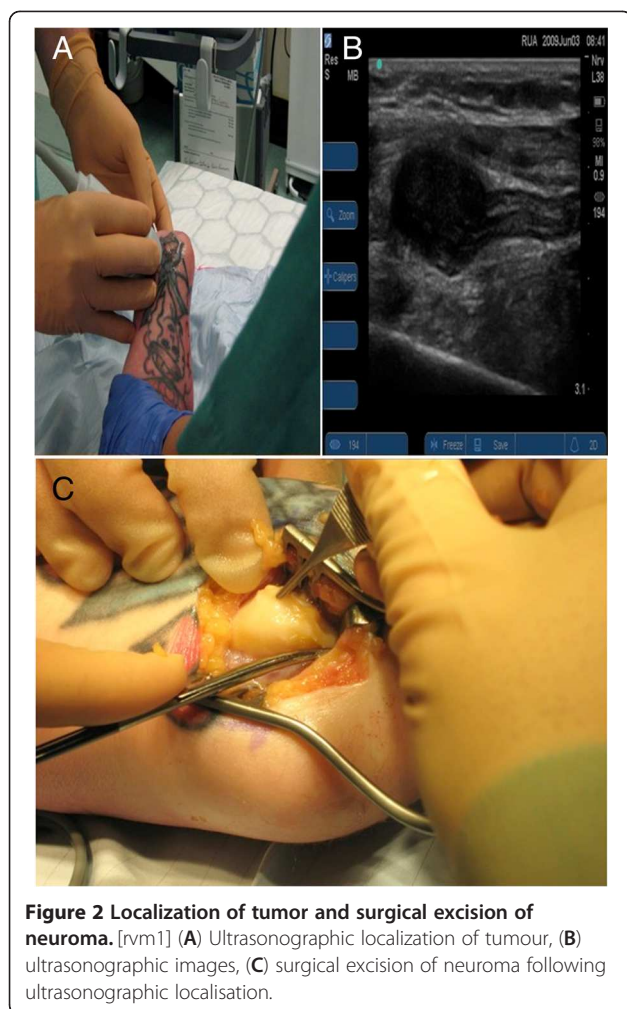 A
B
RUA 2009Jun03 08:41
Res
S MB
Nrv
L38
98%
MI
0.9
194
Zoom
Calipers
3.1
194 Freeze Save 2D
C
Figure 2 Localization of tumor and surgical excision of
neuroma. [rvm1] (A) Ultrasonographic localization of tumour, (B)
ultrasonographic images, (C) surgical excision of neuroma following
ultrasonographic localisation.